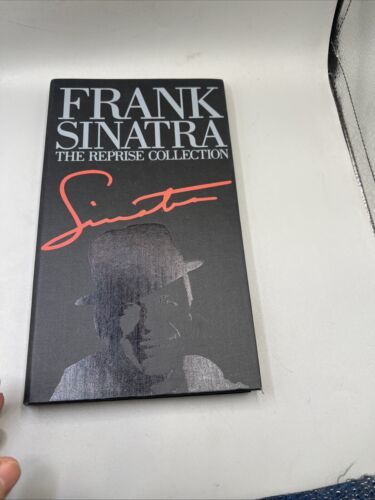 FRANK
SINATRA
THE REPRISE COLLECTION
Sinatra